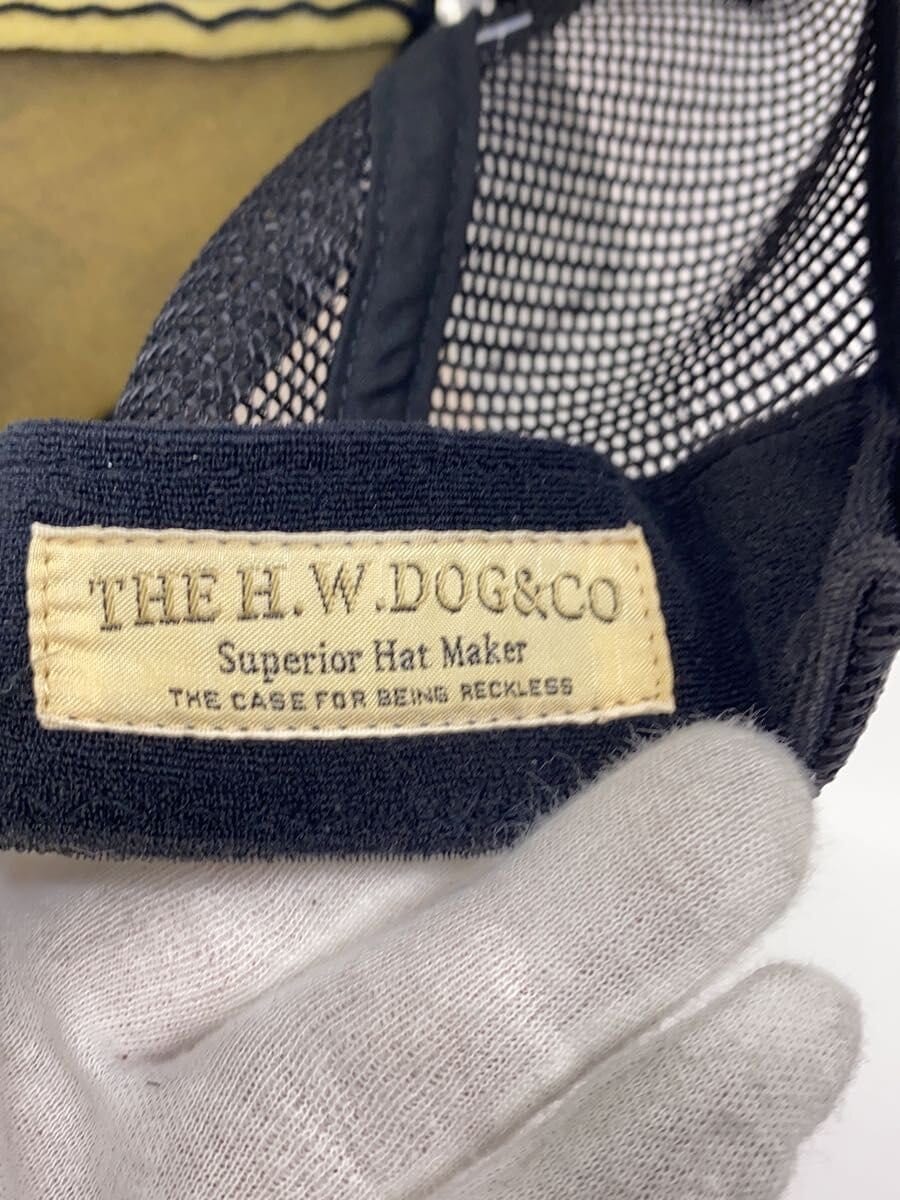 THE H.W.DOG&CO
Superior Hat Maker
THE CASE FOR BEING RECKLESS